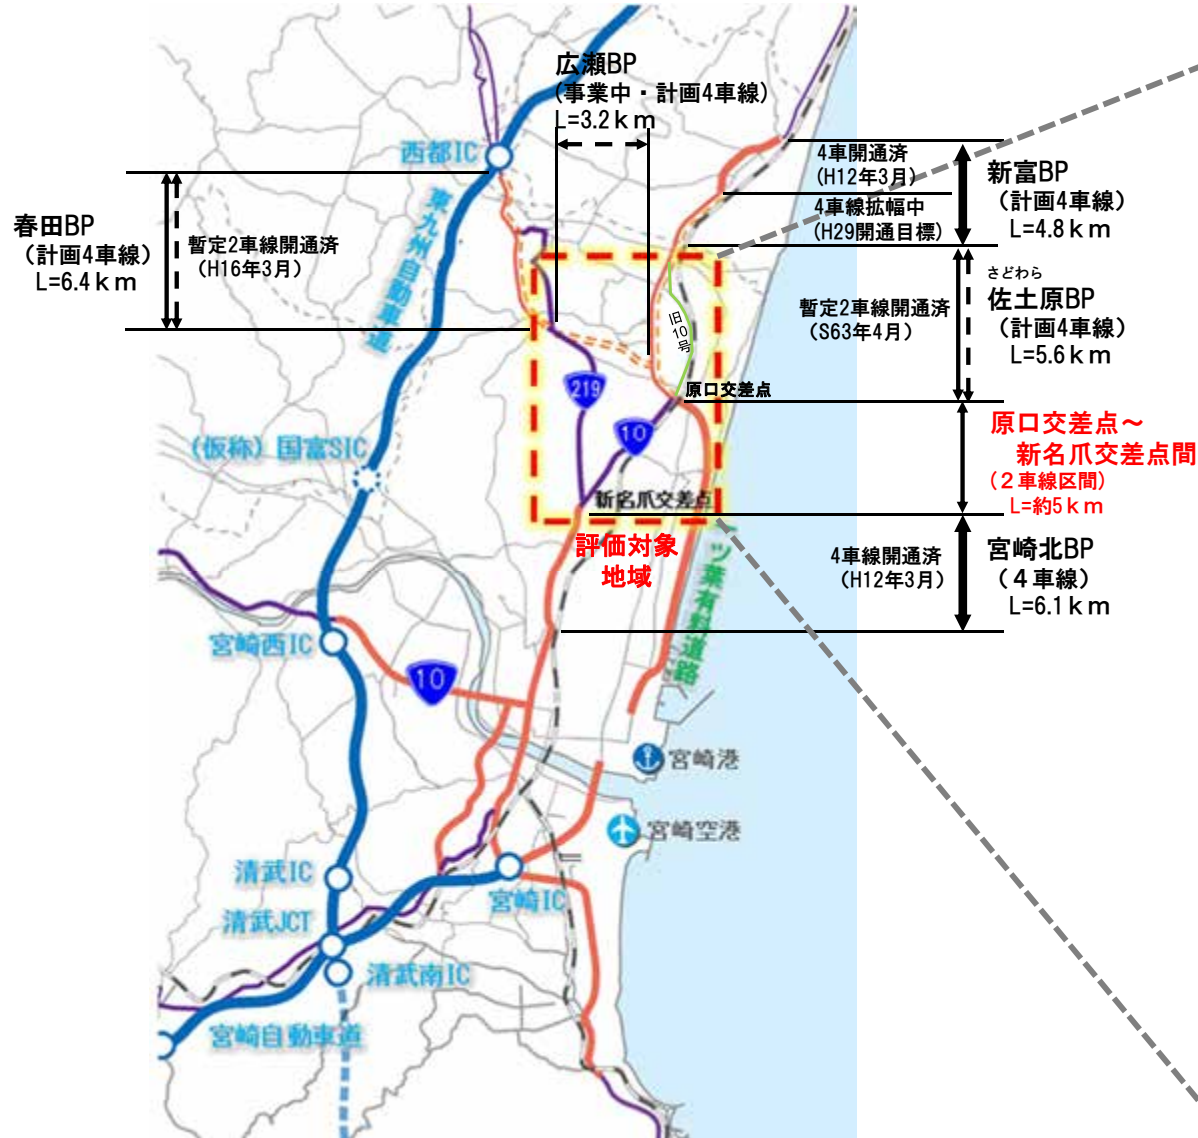 広瀬BP
(事業中・計画4車線)
L=3.2ｋｍ
西都IC
4車開通済
(H12年3月)
新富BP
(計画4車線)
L=4.8ｋｍ
4車線拡幅中
(H29開通目標)
春田BP
(計画4車線)
L=6.4ｋｍ
暫定2車線開通済
(H16年3月)
東九州自動車道
暫定2車線開通済
(S63年4月)
さどわら
佐土原BP
(計画4車線)
L=5.6ｋｍ
旧10号
原口交差点
219
10
原口交差点～
新名爪交差点間
(２車線区間)
L=約5ｋｍ
(仮称) 国富SIC
新名爪交差点
評価対象
地域
一ツ葉有料道路
4車線開通済
(H12年3月)
宮崎北BP
(４車線)
L=6.1ｋｍ
宮崎西IC
10
宮崎港
宮崎空港
清武IC
宮崎IC
清武JCT
清武南IC
宮崎自動車道